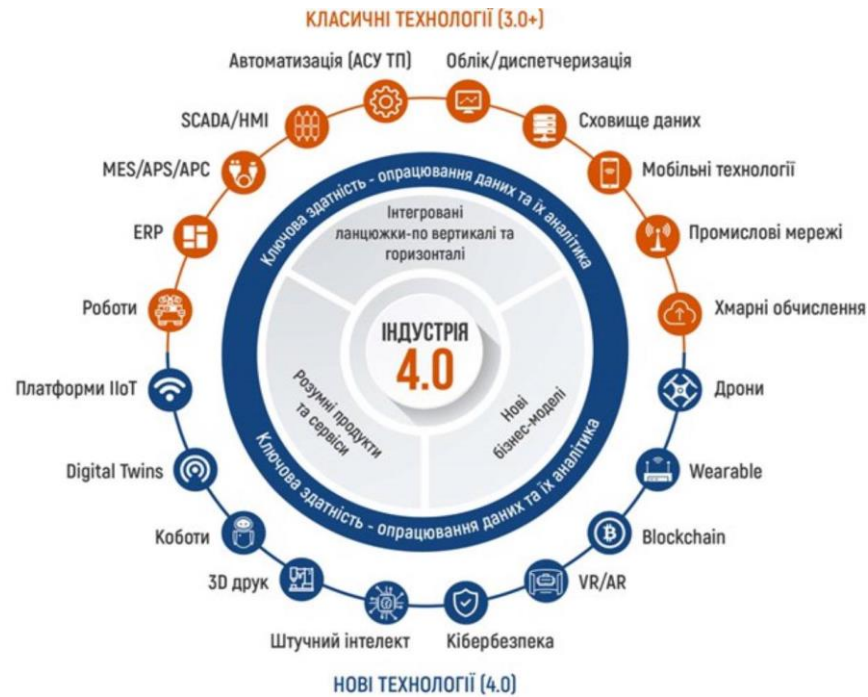 КЛАСИЧНІ ТЕХНОЛОГІЇ (3.0+)
Автоматизація (АСУ ТП)
Облік/диспетчеризація
SCADA/HMI
Сховище даних
MES/APS/APC
Мобільні технології
ERP
Промислові мережі
Роботи
Хмарні обчислення
Ключова здатність - опрацювання даних та їх аналітика
Інтегровані
ланцюжки-по вертикалі та
горизонталі
ІНДУСТРІЯ
4.0
Розумні продукти
та сервіси
Нові
бізнес-моделі
Ключова здатність - опрацювання даних та їх аналітика
Платформи IIoT
Дрони
Digital Twins
Wearable
Коботи
Blockchain
3D друк
VR/AR
Штучний інтелект
Кібербезпека
НОВІ ТЕХНОЛОГІЇ (4.0)